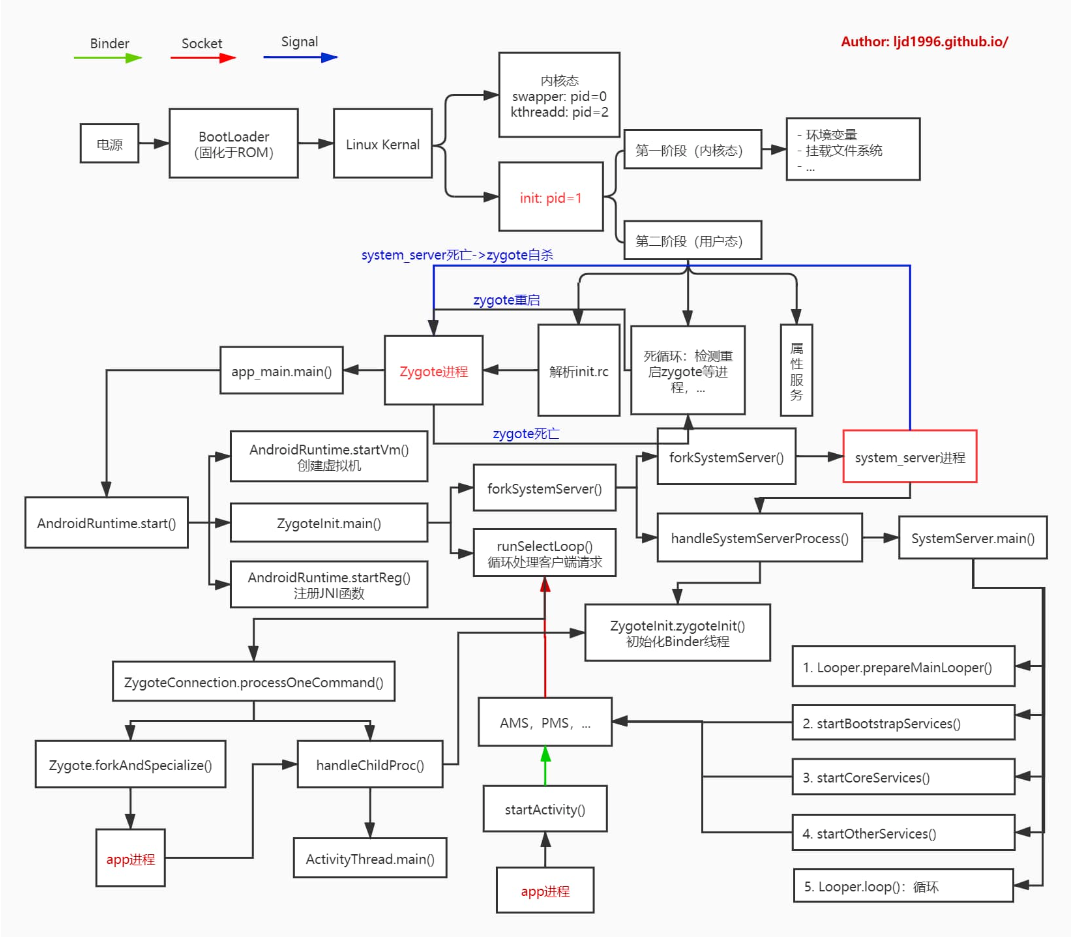 Binder
Socket
Signal
Author: ljd1996.github.io/
电源
BootLoader
（固化于ROM）
Linux Kernal
内核态
swapper: pid=0
kthreadd: pid=2
init: pid=1
第一阶段（内核态）
- 环境变量
- 挂载文件系统
- ...
第二阶段（用户态）
system_server死亡->zygote自杀
zygote重启
app_main.main()
Zygote进程
解析init.rc
死循环：检测重
启zygote等进
程，...
属
性
服
务
zygote死亡
AndroidRuntime.startVm()
创建虚拟机
forkSystemServer()
system_server进程
forkSystemServer()
AndroidRuntime.start()
ZygoteInit.main()
handleSystemServerProcess()
SystemServer.main()
runSelectLoop()
循环处理客户端请求
AndroidRuntime.startReg()
注册JNI函数
ZygoteInit.zygoteInit()
初始化Binder线程
ZygoteConnection.processOneCommand()
1. Looper.prepareMainLooper()
AMS，PMS，...
2. startBootstrapServices()
Zygote.forkAndSpecialize()
handleChildProc()
3. startCoreServices()
startActivity()
4. startOtherServices()
app进程
ActivityThread.main()
app进程
5. Looper.loop()：循环